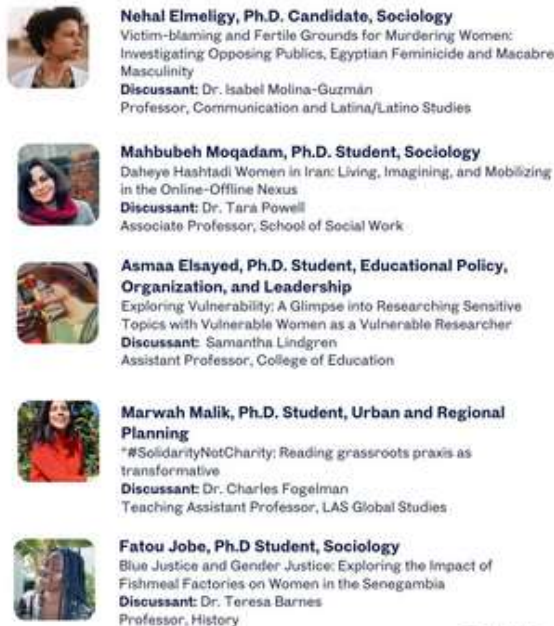 Nehal Elmeligy, Ph.D. Candidate, Sociology
Victim-blaming and Fertile Grounds for Murdering Women:
Investigating Opposing Publics, Egyptian Feminicide and Macabre
Masculinity
Discussant: Dr. Isabel Molina-Guzmán
Professor, Communication and Latina/Latino Studies
Mahbubeh Moqadam, Ph.D. Student, Sociology
Daheye Hashtadi Women in Iran: Living, Imagining, and Mobilizing
in the Online-Offline Nexus
Discussant: Dr. Tara Powell
Associate Professor, School of Social Work
Asmaa Elsayed, Ph.D. Student, Educational Policy,
Organization, and Leadership
Exploring Vulnerability: A Glimpse into Researching Sensitive
Topics with Vulnerable Women as a Vulnerable Researcher
Discussant: Samantha Lindgren
Assistant Professor, College of Education
Marwah Malik, Ph.D. Student, Urban and Regional
Planning
"#SolidarityNotCharity: Reading grassroots praxis as
transformative
Discussant: Dr. Charles Fogelman
Teaching Assistant Professor, LAS Global Studies
Fatou Jobe, Ph.D Student, Sociology
Blue Justice and Gender Justice: Exploring the Impact of
Fishmeal Factories on Women in the Senegambia
Discussant: Dr. Teresa Barnes
Professor, History